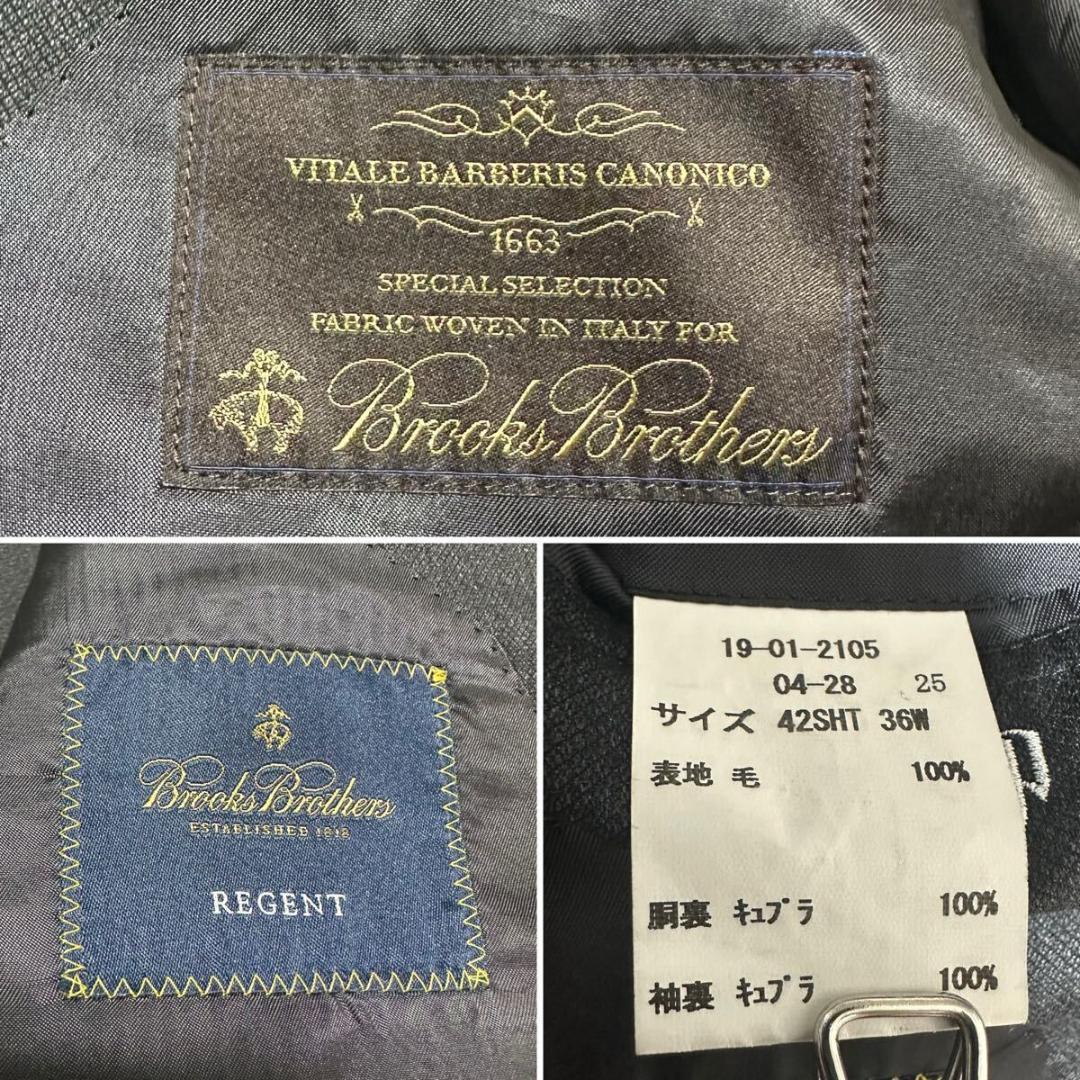 VITALE BARBERIS CANONICO
1663
SPECIAL SELECTION
FABRIC WOVEN IN ITALY FOR
Brooks Brothers
Brooks Brothers
ESTABLISHED 1818
REGENT
19-01-2105
04-28 25
サイズ 42SHT 36W
表地 毛 100%
胴裏 キュプラ 100%
袖裏 キュプラ 100%